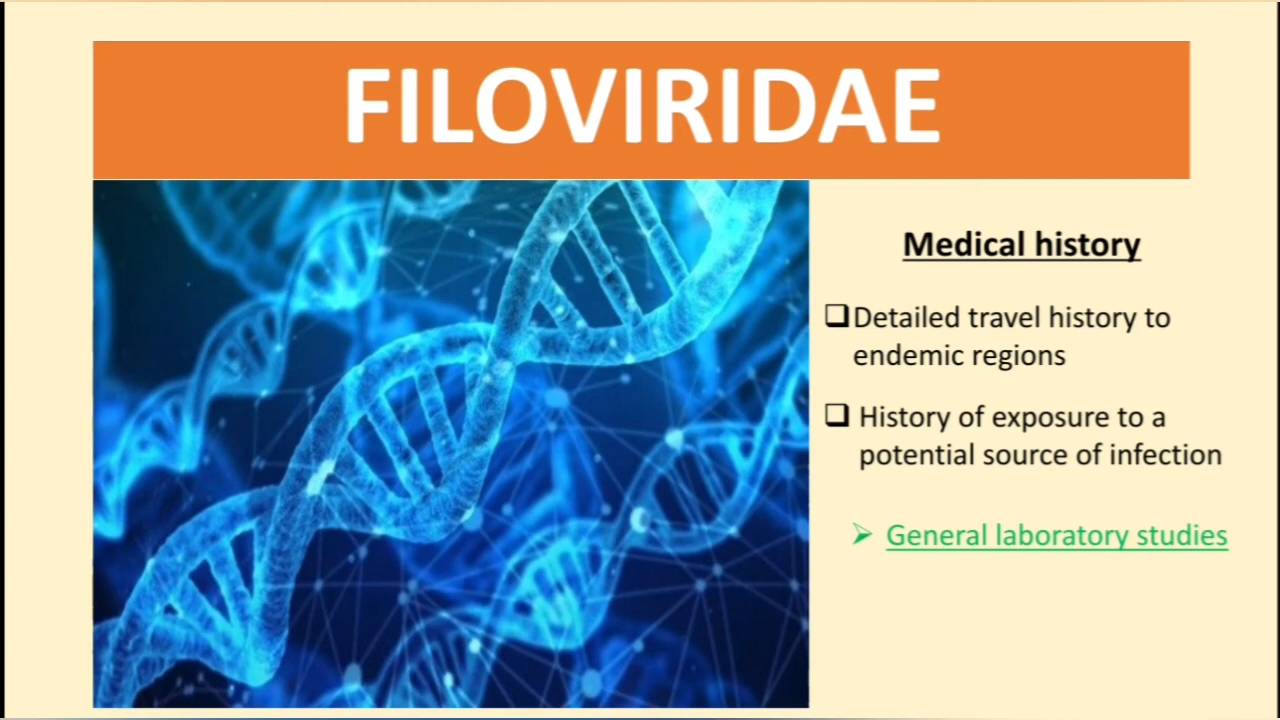 FILOVIRIDAE
Medical history
❑Detailed travel history to
endemic regions
❑ History of exposure to a
potential source of infection
➢ General laboratory studies